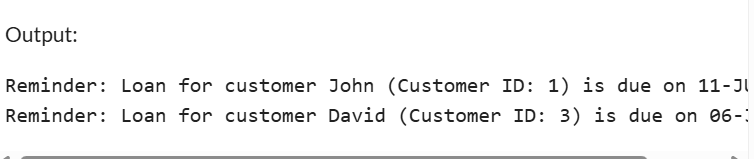 Output:
Reminder: Loan for customer John (Customer ID: 1) is due on 11-JU
Reminder: Loan for customer David (Customer ID: 3) is due on 06-